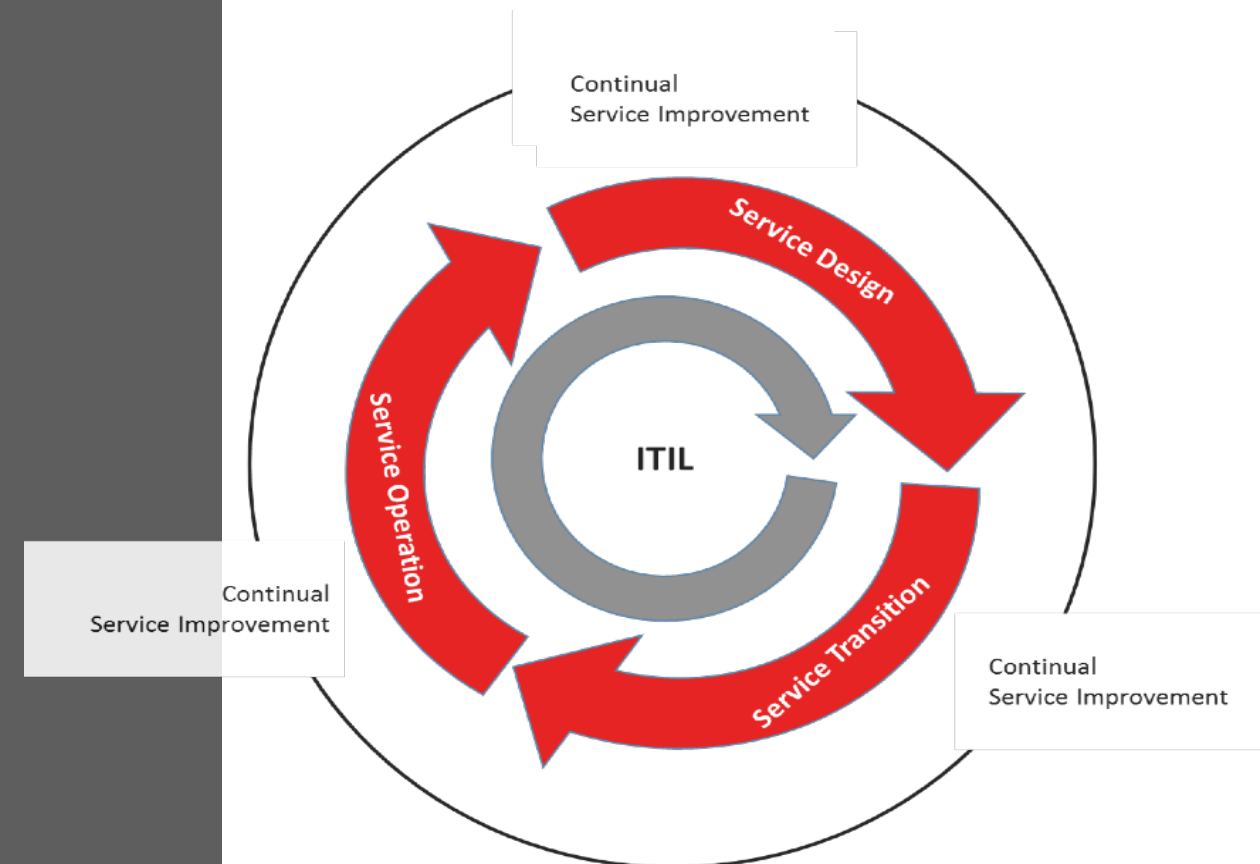 Continual
Service Improvement
Service Design
ITIL
Service Operation
Service Transition
Continual
Service Improvement
Continual
Service Improvement